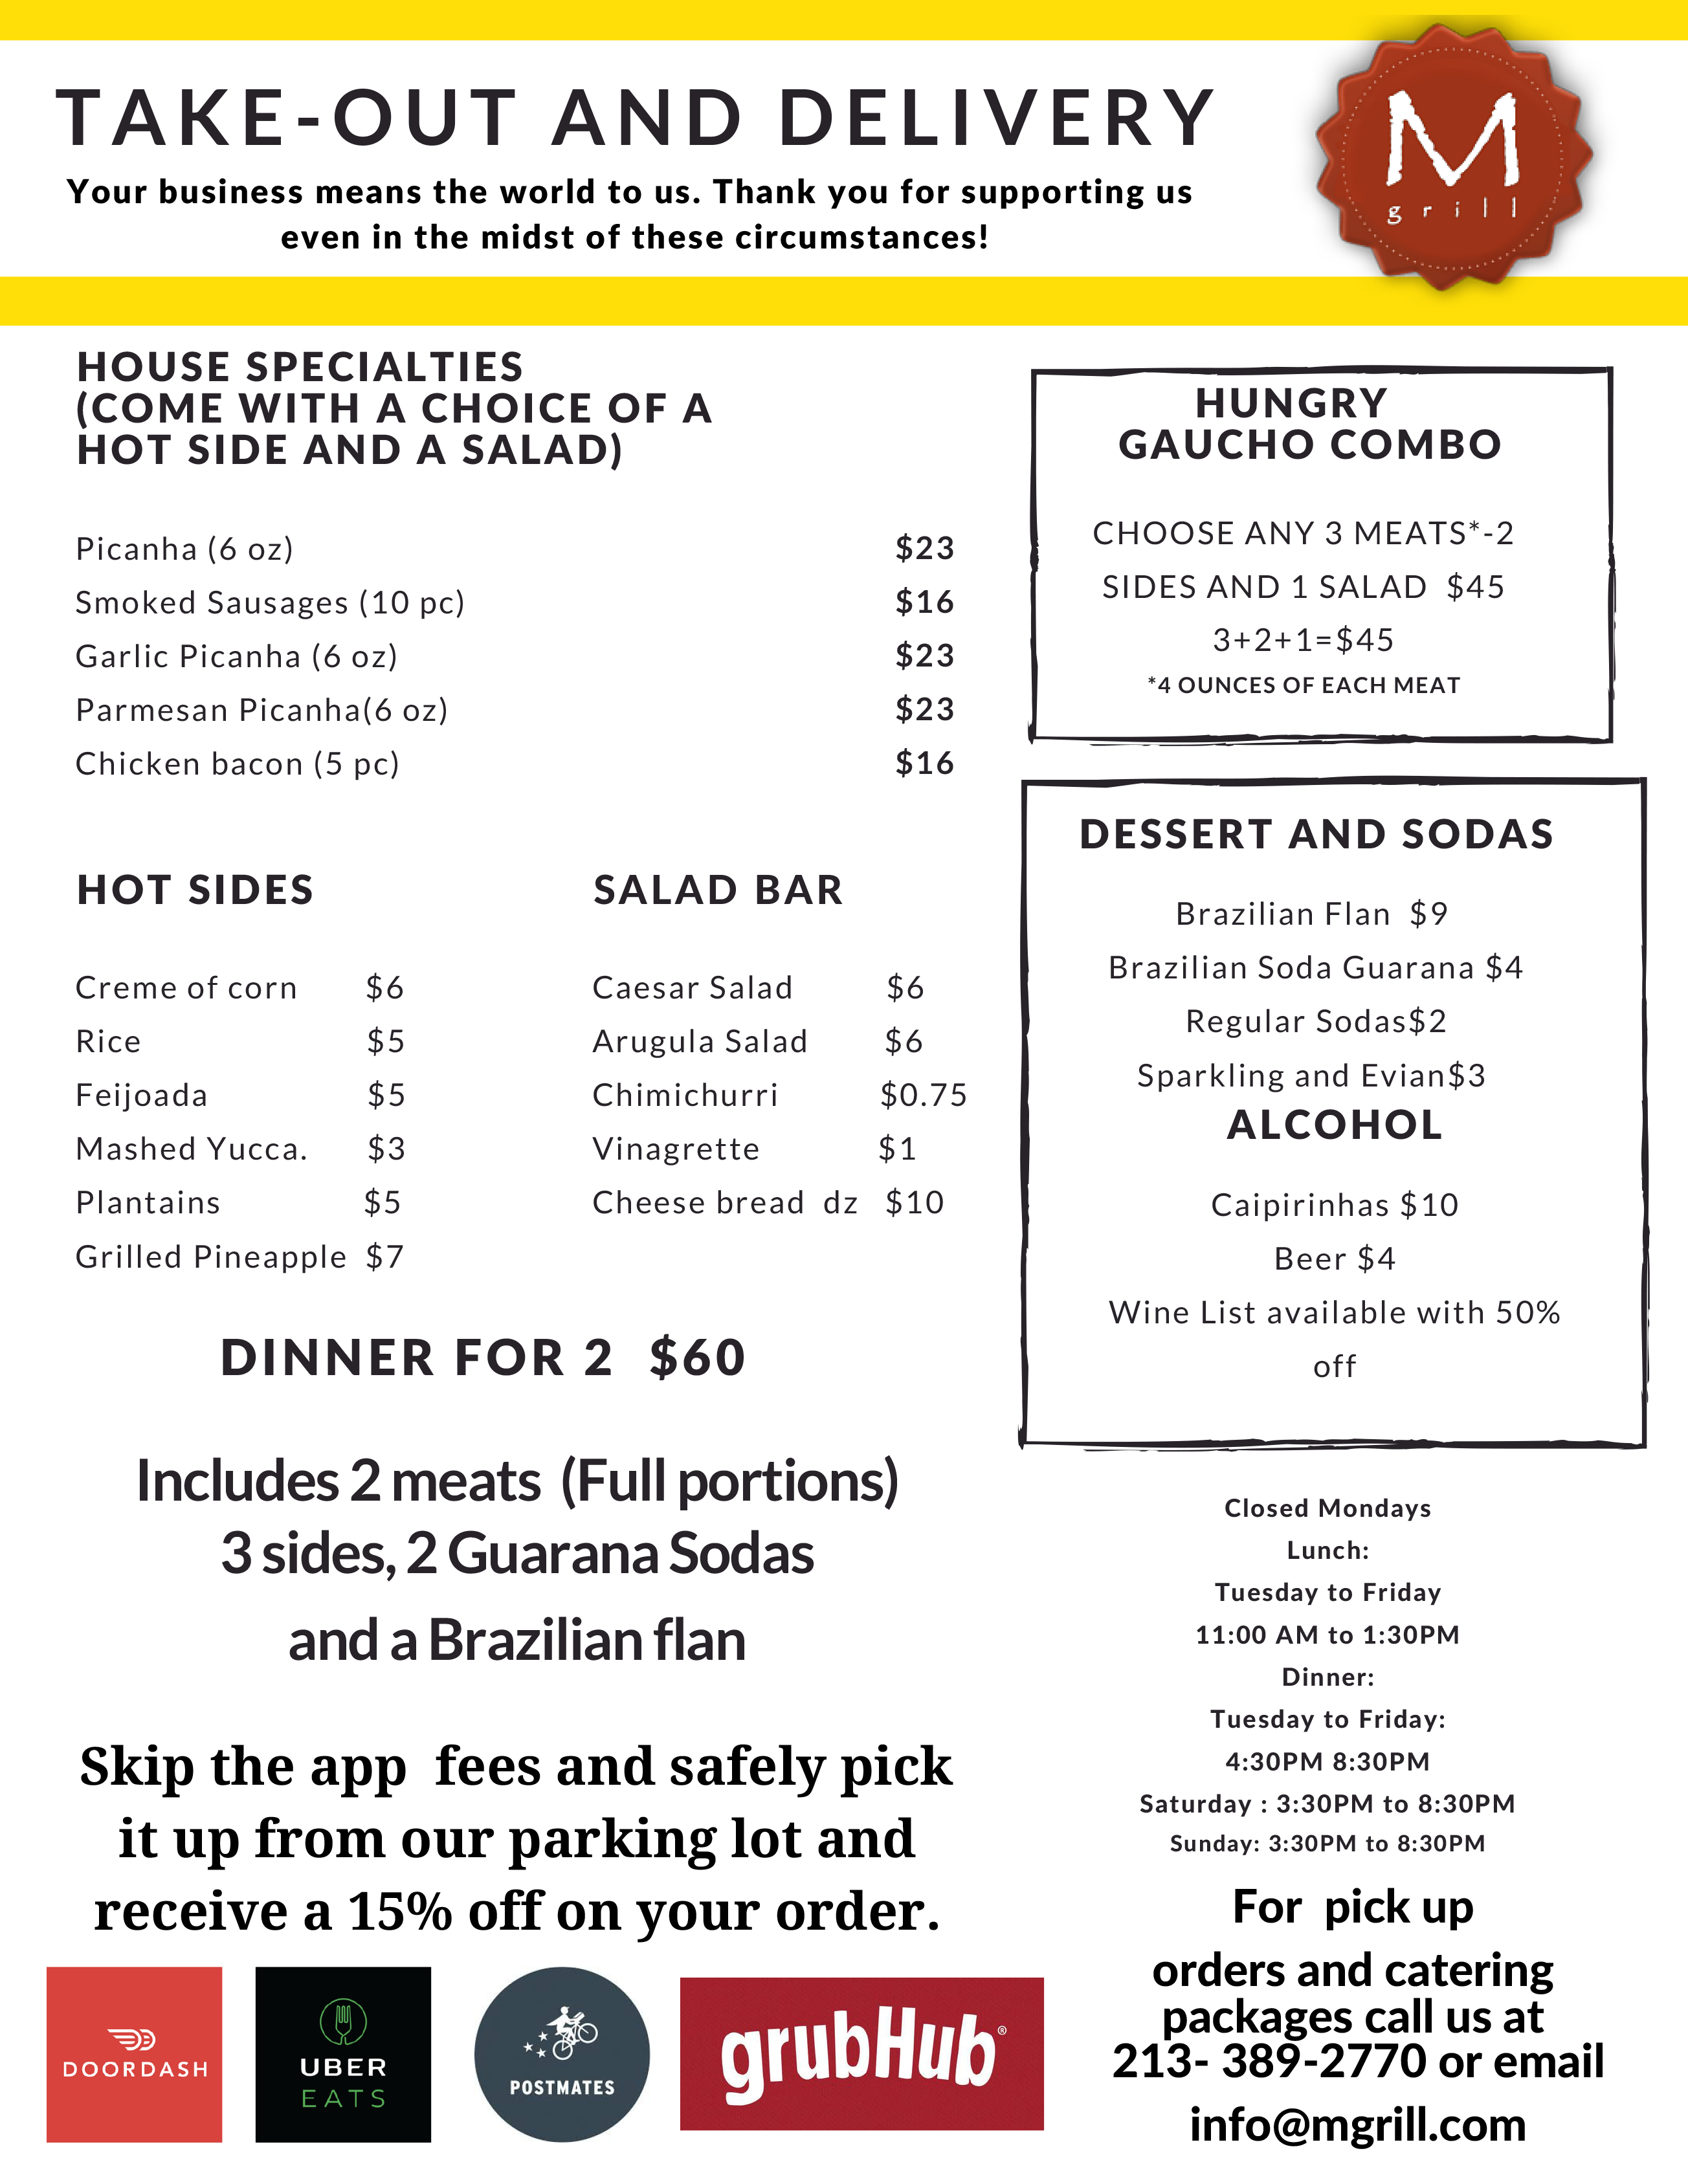 TAKE-OUT AND DELIVERY
Your business means the world to us. Thank you for supporting us
even in the midst of these circumstances!
M
grill
HOUSE SPECIALTIES
(COME WITH A CHOICE OF A
HOT SIDE AND A SALAD)
Picanha (6 oz) $23
Smoked Sausages (10 pc) $16
Garlic Picanha (6 oz) $23
Parmesan Picanha(6 oz) $23
Chicken bacon (5 pc) $16
HOT SIDES
Creme of corn $6
Rice $5
Feijoada $5
Mashed Yucca. $3
Plantains $5
Grilled Pineapple $7
SALAD BAR
Caesar Salad $6
Arugula Salad $6
Chimichurri $0.75
Vinagrette $1
Cheese bread dz $10
DINNER FOR 2 $60
Includes 2 meats (Full portions)
3 sides, 2 Guarana Sodas
and a Brazilian flan
Skip the app fees and safely pick
it up from our parking lot and
receive a 15% off on your order.
DOORDASH
UBER
EATS
POSTMATES
grubHub®
HUNGRY
GAUCHO COMBO
CHOOSE ANY 3 MEATS*-2
SIDES AND 1 SALAD $45
3+2+1=$45
*4 OUNCES OF EACH MEAT
DESSERT AND SODAS
Brazilian Flan $9
Brazilian Soda Guarana $4
Regular Sodas$2
Sparkling and Evian$3
ALCOHOL
Caipirinhas $10
Beer $4
Wine List available with 50%
off
Closed Mondays
Lunch:
Tuesday to Friday
11:00 AM to 1:30PM
Dinner:
Tuesday to Friday:
4:30PM 8:30PM
Saturday : 3:30PM to 8:30PM
Sunday: 3:30PM to 8:30PM
For pick up
orders and catering
packages call us at
213- 389-2770 or email
info@mgrill.com